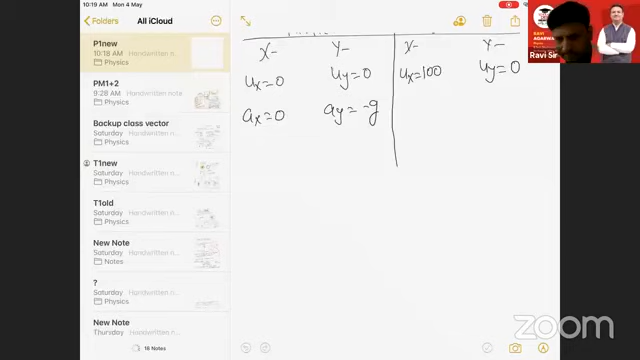 10:19 AM Mon 4 May
Folders
All iCloud
P1new
10:18 AM Handwritten n...
Physics
PM1+2
9:28 AM Handwritten note
Physics
Backup class vector
Saturday Handwritten n...
Physics
T1new
Saturday Handwritten n...
Physics
T1old
Saturday Handwritten n...
Physics
New Note
Saturday Handwritten n...
Notes
?
Saturday Handwritten n...
Physics
New Note
Thursday Handwritten n...
18 Notes
X- Y- X- Y-
ux=0 uy=0 ux=100 uy=0
ax=0 ay=-g
RAVI
Ravi Sir
zoom